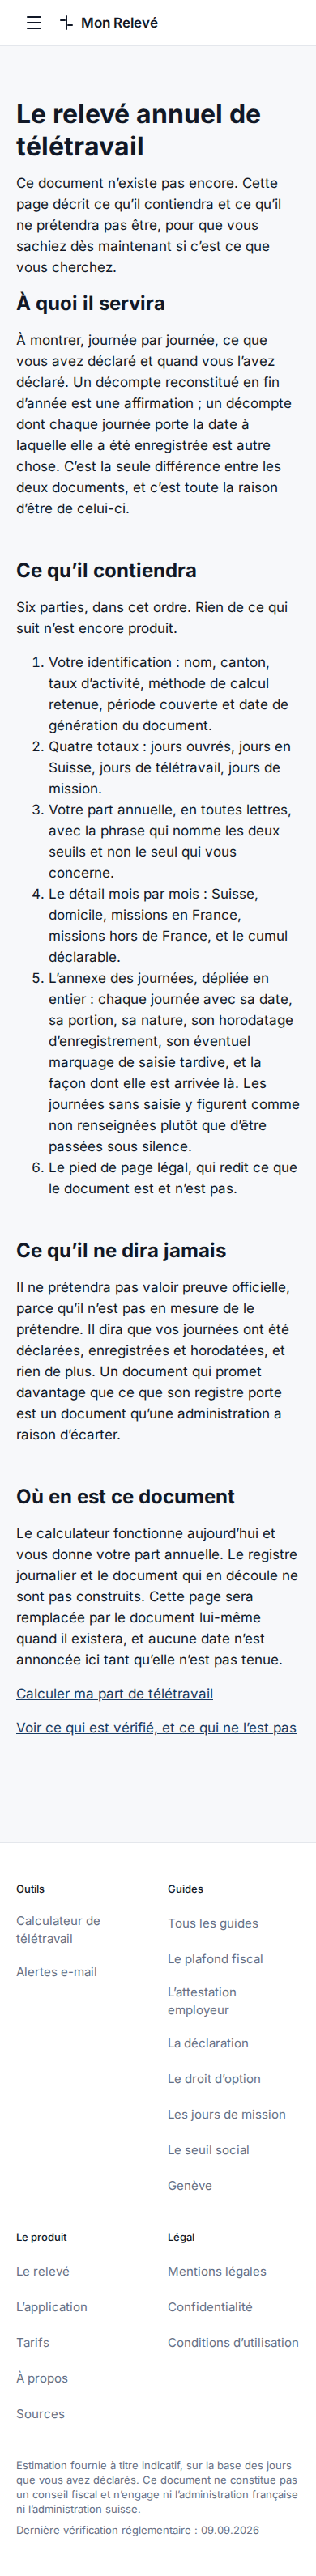 Mon Relevé
Le relevé annuel de
télétravail
Ce document n’existe pas encore. Cette
page décrit ce qu’il contiendra et ce qu’il
ne prétendra pas être, pour que vous
sachiez dès maintenant si c’est ce que
vous cherchez.
À quoi il servira
À montrer, journée par journée, ce que
vous avez déclaré et quand vous l’avez
déclaré. Un décompte reconstitué en fin
d’année est une affirmation ; un décompte
dont chaque journée porte la date à
laquelle elle a été enregistrée est autre
chose. C’est la seule différence entre les
deux documents, et c’est toute la raison
d’être de celui-ci.
Ce qu’il contiendra
Six parties, dans cet ordre. Rien de ce qui
suit n’est encore produit.
1. Votre identification : nom, canton,
taux d’activité, méthode de calcul
retenue, période couverte et date de
génération du document.
2. Quatre totaux : jours ouvrés, jours en
Suisse, jours de télétravail, jours de
mission.
3. Votre part annuelle, en toutes lettres,
avec la phrase qui nomme les deux
seuils et non le seul qui vous
concerne.
4. Le détail mois par mois : Suisse,
domicile, missions en France,
missions hors de France, et le cumul
déclarable.
5. L’annexe des journées, dépliée en
entier : chaque journée avec sa date,
sa portion, sa nature, son horodatage
d’enregistrement, son éventuel
marquage de saisie tardive, et la
façon dont elle est arrivée là. Les
journées sans saisie y figurent comme
non renseignées plutôt que d’être
passées sous silence.
6. Le pied de page légal, qui redit ce que
le document est et n’est pas.
Ce qu’il ne dira jamais
Il ne prétendra pas valoir preuve officielle,
parce qu’il n’est pas en mesure de le
prétendre. Il dira que vos journées ont été
déclarées, enregistrées et horodatées, et
rien de plus. Un document qui promet
davantage que ce que son registre porte
est un document qu’une administration a
raison d’écarter.
Où en est ce document
Le calculateur fonctionne aujourd’hui et
vous donne votre part annuelle. Le registre
journalier et le document qui en découle ne
sont pas construits. Cette page sera
remplacée par le document lui-même
quand il existera, et aucune date n’est
annoncée ici tant qu’elle n’est pas tenue.
Calculer ma part de télétravail
Voir ce qui est vérifié, et ce qui ne l’est pas
Outils
Calculateur de
télétravail
Alertes e-mail
Guides
Tous les guides
Le plafond fiscal
L’attestation
employeur
La déclaration
Le droit d’option
Les jours de mission
Le seuil social
Genève
Le produit
Le relevé
L’application
Tarifs
À propos
Sources
Légal
Mentions légales
Confidentialité
Conditions d’utilisation
Estimation fournie à titre indicatif, sur la base des jours
que vous avez déclarés. Ce document ne constitue pas
un conseil fiscal et n’engage ni l’administration française
ni l’administration suisse.
Dernière vérification réglementaire : 09.09.2026